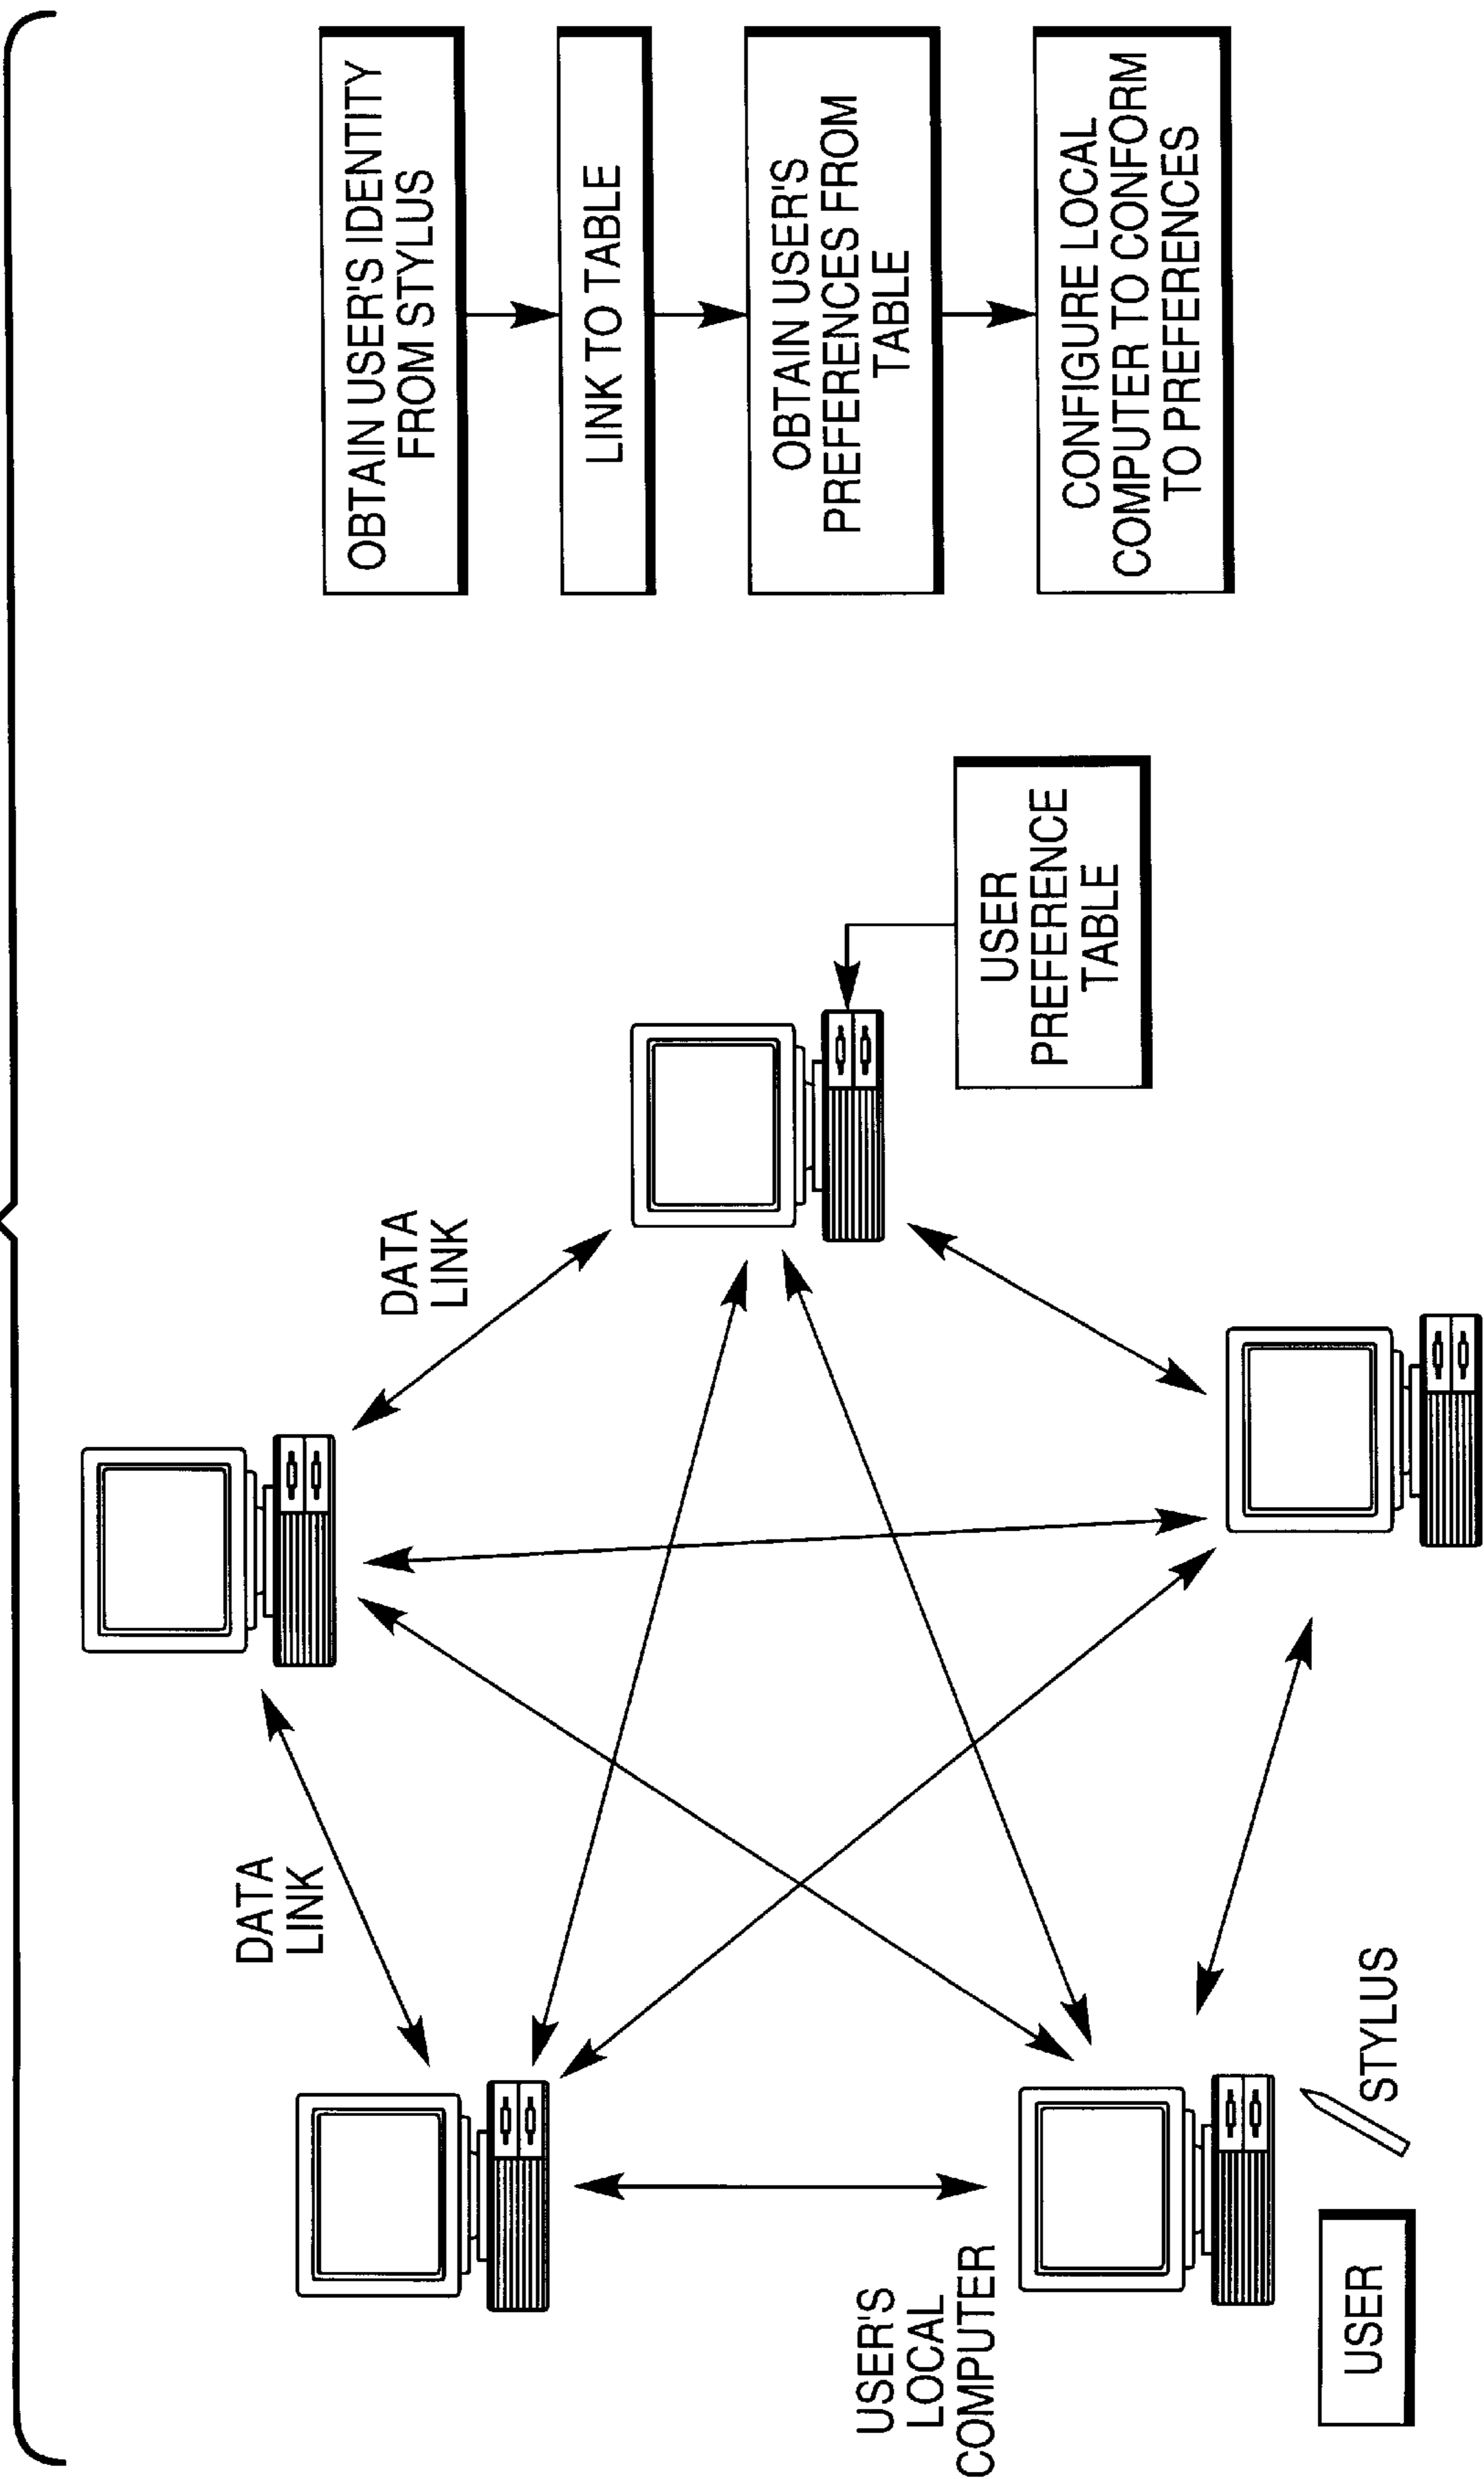 DATA
LINK
DATA
LINK
USER'S
LOCAL
COMPUTER
USER
STYLUS
USER
PREFERENCE
TABLE
OBTAIN USER'S IDENTITY
FROM STYLUS
LINK TO TABLE
OBTAIN USER'S
PREFERENCES FROM
TABLE
CONFIGURE LOCAL
COMPUTER TO CONFORM
TO PREFERENCES